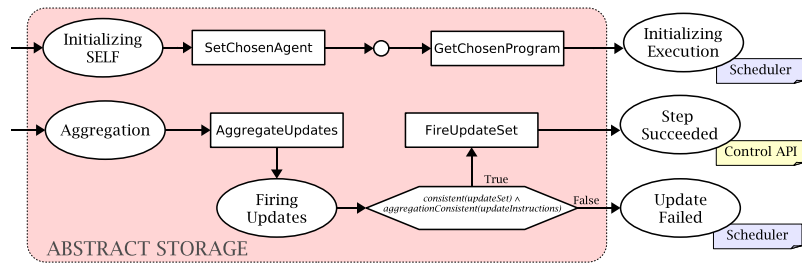 Initializing
SELF
SetChosenAgent
GetChosenProgram
Initializing
Execution
Scheduler
Aggregation
AggregateUpdates
FireUpdateSet
Step
Succeeded
Control API
Firing
Updates
True
consistent(updateSet) ∧
aggregationConsistent(updateInstructions)
False
Update
Failed
Scheduler
ABSTRACT STORAGE